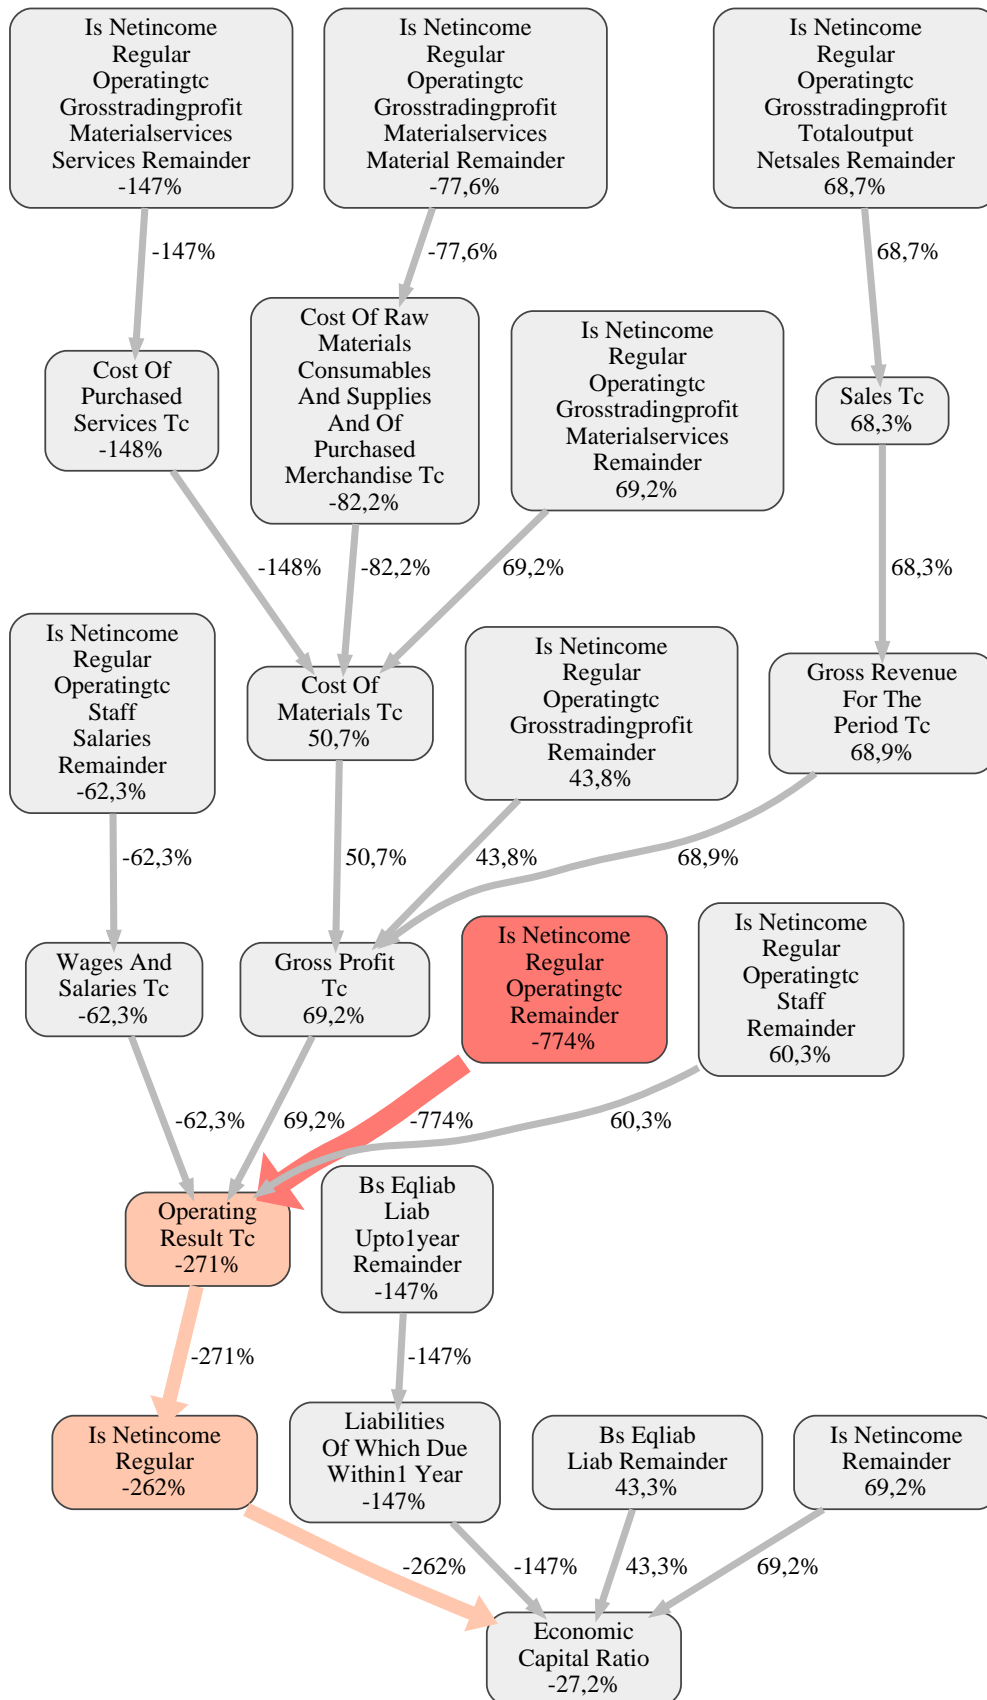 Is Netincome
Regular
Operatingtc
Grosstradingprofit
Materialservices
Services Remainder
-147%
Is Netincome
Regular
Operatingtc
Grosstradingprofit
Materialservices
Material Remainder
-77,6%
Is Netincome
Regular
Operatingtc
Grosstradingprofit
Totaloutput
Netsales Remainder
68,7%
-147%
-77,6%
68,7%
Cost Of
Purchased
Services Tc
-148%
Cost Of Raw
Materials
Consumables
And Supplies
And Of
Purchased
Merchandise Tc
-82,2%
Is Netincome
Regular
Operatingtc
Grosstradingprofit
Materialservices
Remainder
69,2%
Sales Tc
68,3%
-148%
-82,2%
69,2%
68,3%
Is Netincome
Regular
Operatingtc
Staff
Salaries
Remainder
-62,3%
Cost Of
Materials Tc
50,7%
Is Netincome
Regular
Operatingtc
Grosstradingprofit
Remainder
43,8%
Gross Revenue
For The
Period Tc
68,9%
-62,3%
50,7%
43,8%
68,9%
Wages And
Salaries Tc
-62,3%
Gross Profit
Tc
69,2%
Is Netincome
Regular
Operatingtc
Remainder
-774%
Is Netincome
Regular
Operatingtc
Staff
Remainder
60,3%
-62,3%
69,2%
-774%
60,3%
Operating
Result Tc
-271%
Bs Eqliab
Liab
Upto1year
Remainder
-147%
-271%
-147%
Is Netincome
Regular
-262%
Liabilities
Of Which Due
Within1 Year
-147%
Bs Eqliab
Liab Remainder
43,3%
Is Netincome
Remainder
69,2%
-262%
-147%
43,3%
69,2%
Economic
Capital Ratio
-27,2%